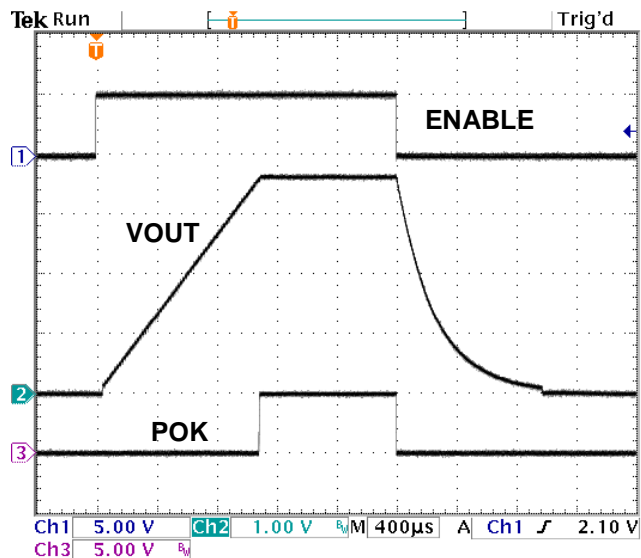 Tek Run Trig'd
T
T
ENABLE
1
VOUT
2
POK
3
Ch1 5.00 V Ch2 1.00 V BW M 400µs A Ch1 2.10 V
Ch3 5.00 V BW